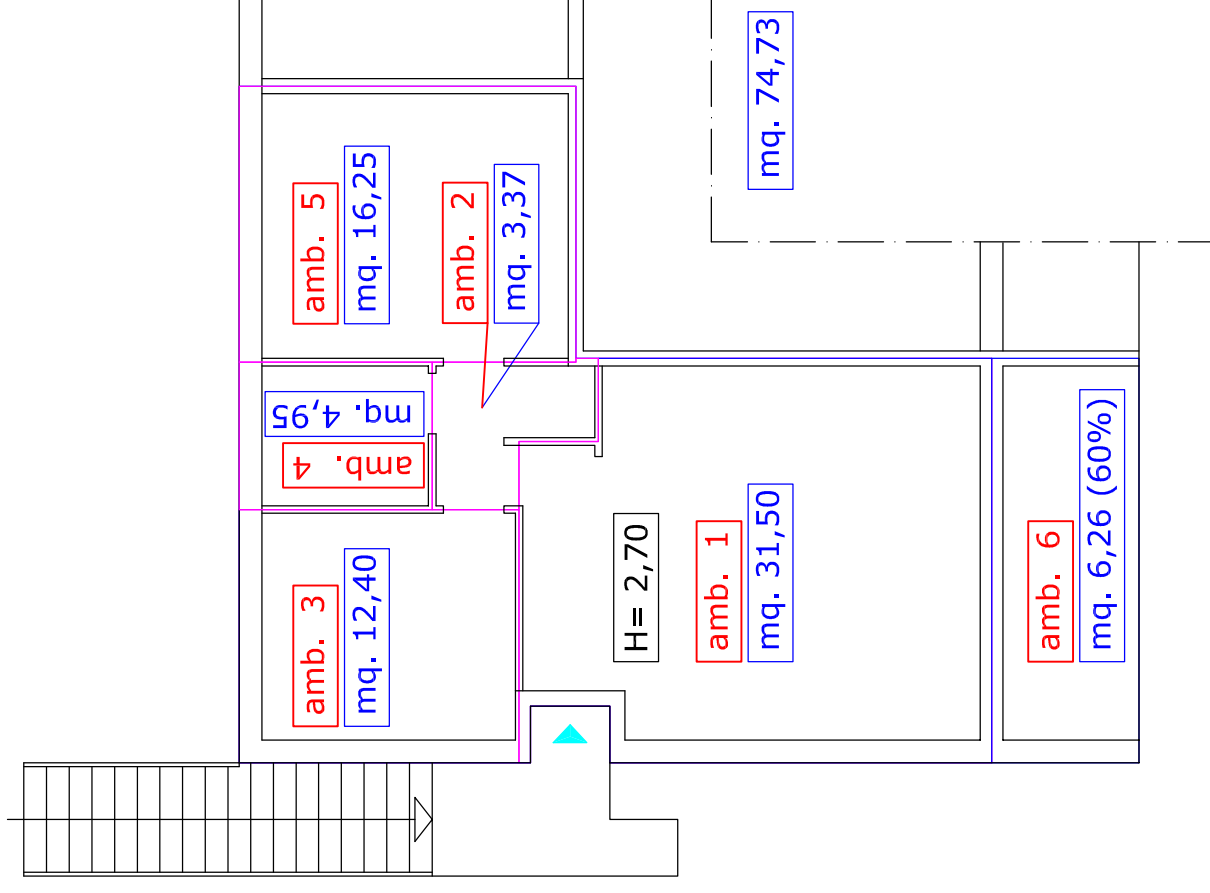 mq. 74,73
amb. 5
mq. 16,25
amb. 2
mq. 3,37
mq. 4,95
amb. 4
amb. 3
mq. 12,40
H= 2,70
amb. 1
mq. 31,50
amb. 6
mq. 6,26 (60%)